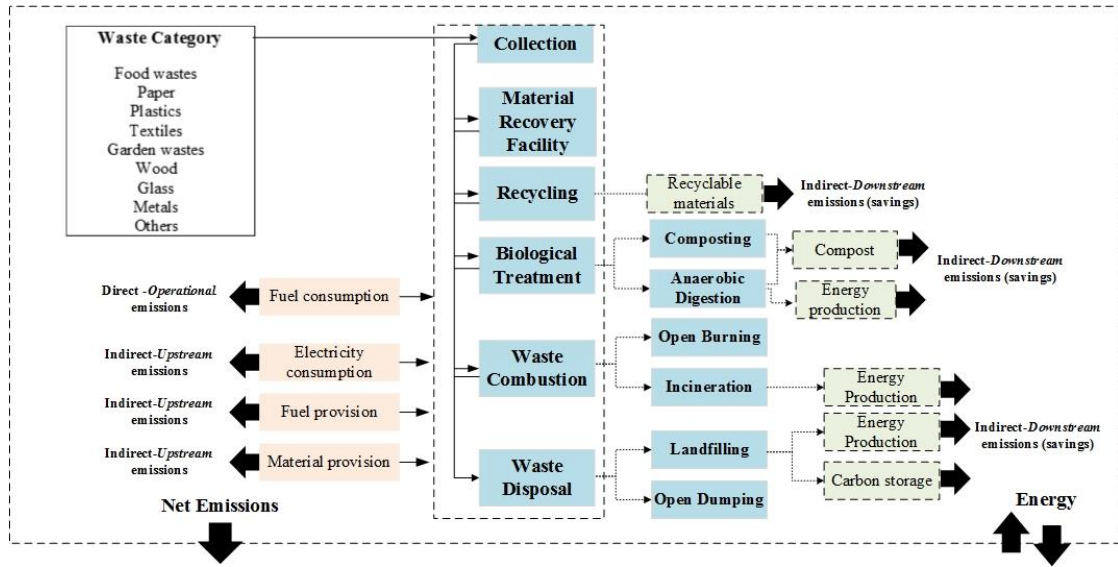 Waste Category
Food wastes
Paper
Plastics
Textiles
Garden wastes
Wood
Glass
Metals
Others
Collection
Material
Recovery
Facility
Recycling
Recyclable
materials
Indirect-Downstream
emissions (savings)
Biological
Treatment
Composting
Anaerobic
Digestion
Compost
Energy
production
Indirect-Downstream
emissions (savings)
Direct -Operational
emissions
Fuel consumption
Indirect-Upstream
emissions
Electricity
consumption
Indirect-Upstream
emissions
Fuel provision
Indirect-Upstream
emissions
Material provision
Waste
Combustion
Open Burning
Incineration
Energy
Production
Waste
Disposal
Landfilling
Open Dumping
Energy
Production
Carbon storage
Indirect-Downstream
emissions (savings)
Net Emissions
Energy